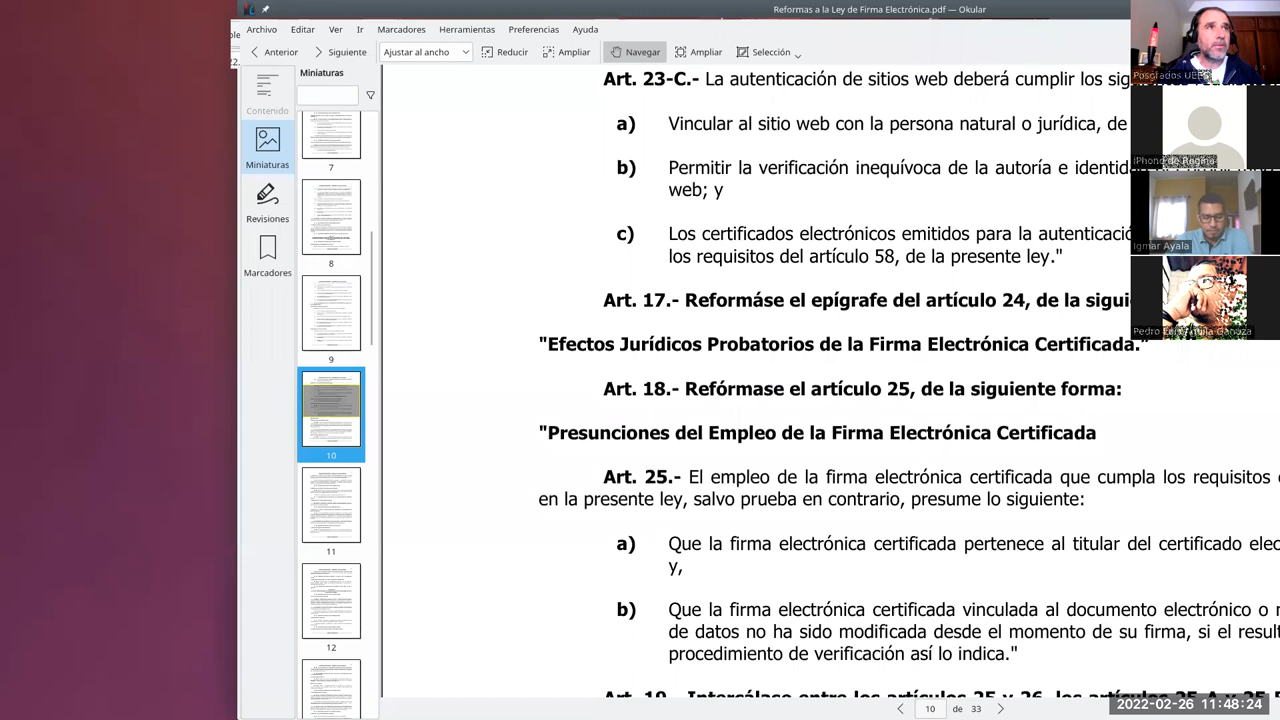 Reformas a la Ley de Firma Electrónica.pdf — Okular
Archivo Editar Ver Ir Marcadores Herramientas Preferencias Ayuda
Anterior Siguiente Ajustar al ancho Reducir Ampliar Navegar Ampliar Selección
Contenido
Miniaturas
Revisiones
Marcadores
Miniaturas
7
8
9
10
11
12
Art. 23-C.- La autenticación de sitios web deberá cumplir los
a) Vincular al sitio web con la persona natural o jurídica, de
b) Permitir la verificación inequívoca de la autoría e
web; y
c) Los certificados electrónicos emitidos para autenticación
los requisitos del artículo 58, de la presente ley."
Art. 17.- Refórmase el epígrafe del artículo de la
"Efectos Jurídicos Probatorios de la Firma Electrónica Certificada."
Art. 18.- Refórmase el artículo 25, de la siguiente forma
"Presunciones del Empleo de la Firma Electrónica Certificada
Art. 25.- El empleo de la firma electrónica certificada que cumpla los requisitos
en la presente ley, salvo prueba en contrario, presume lo siguiente:
a) Que la firma electrónica certificada pertenece al titular del certificado
y,
b) Que la firma electrónica certificada vinculada al documento electrónico o
de datos no ha sido modificada desde el momento de su firma, si el
procedimiento de verificación así lo indica."
10 de 33
Posgrados UEES
iPhone de Regina
Igmar Ayala
Pedro
2022-02-26 11:48:24